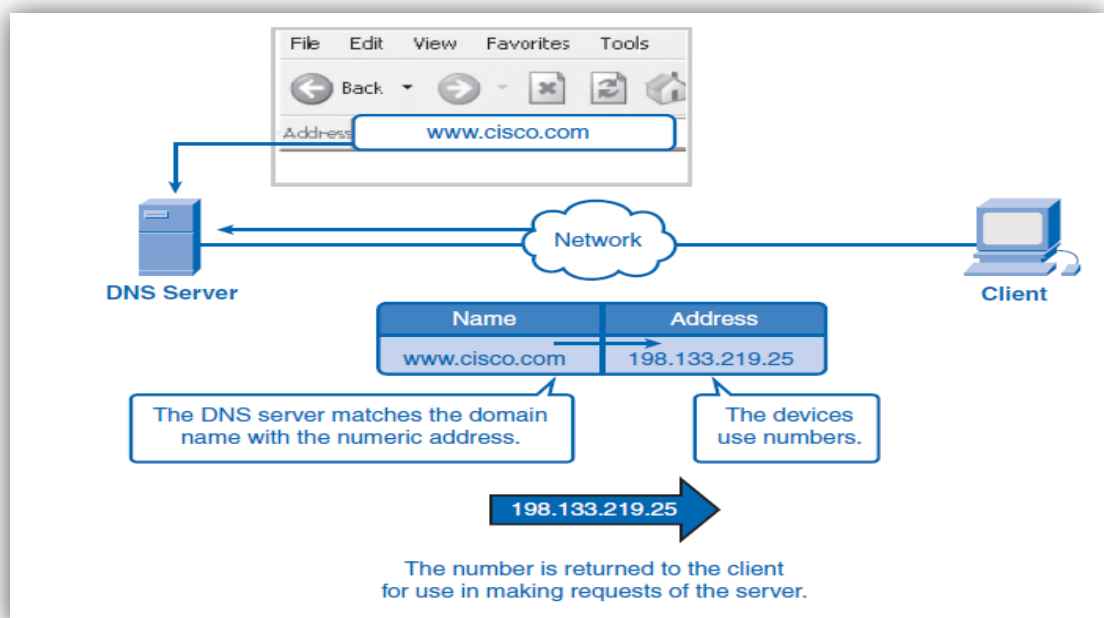 File Edit View Favorites Tools
Back
Address
www.cisco.com
Network
DNS Server
Client
Name Address
www.cisco.com 198.133.219.25
The DNS server matches the domain
name with the numeric address.
The devices
use numbers.
198.133.219.25
The number is returned to the client
for use in making requests of the server.